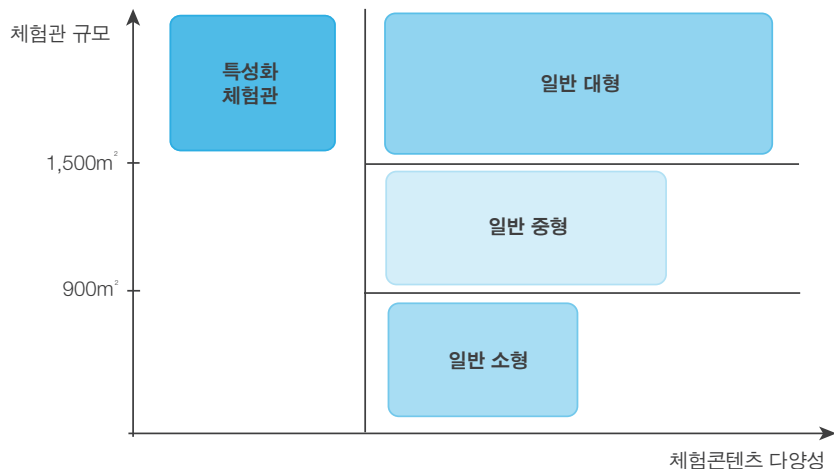 체험관 규모
특성화
체험관
일반 대형
1,500m²
일반 중형
900m²
일반 소형
체험콘텐츠 다양성